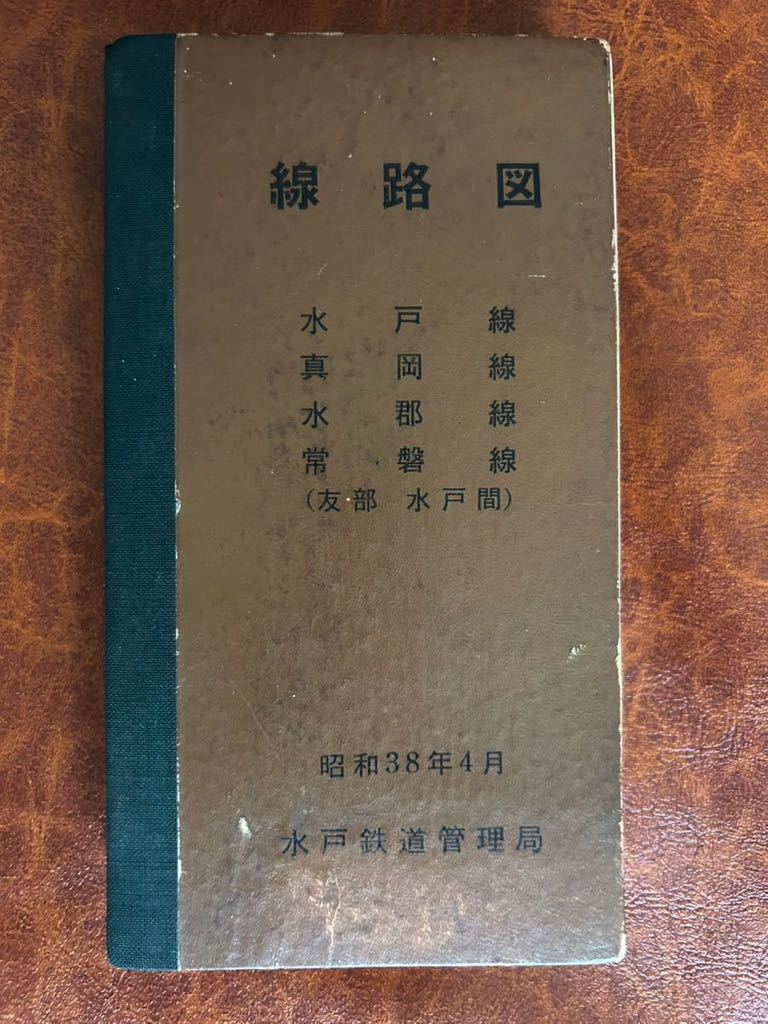 線路図
水戸線
真岡線
水郡線
常磐線
(友部 水戸間)
昭和38年4月
水戸鉄道管理局